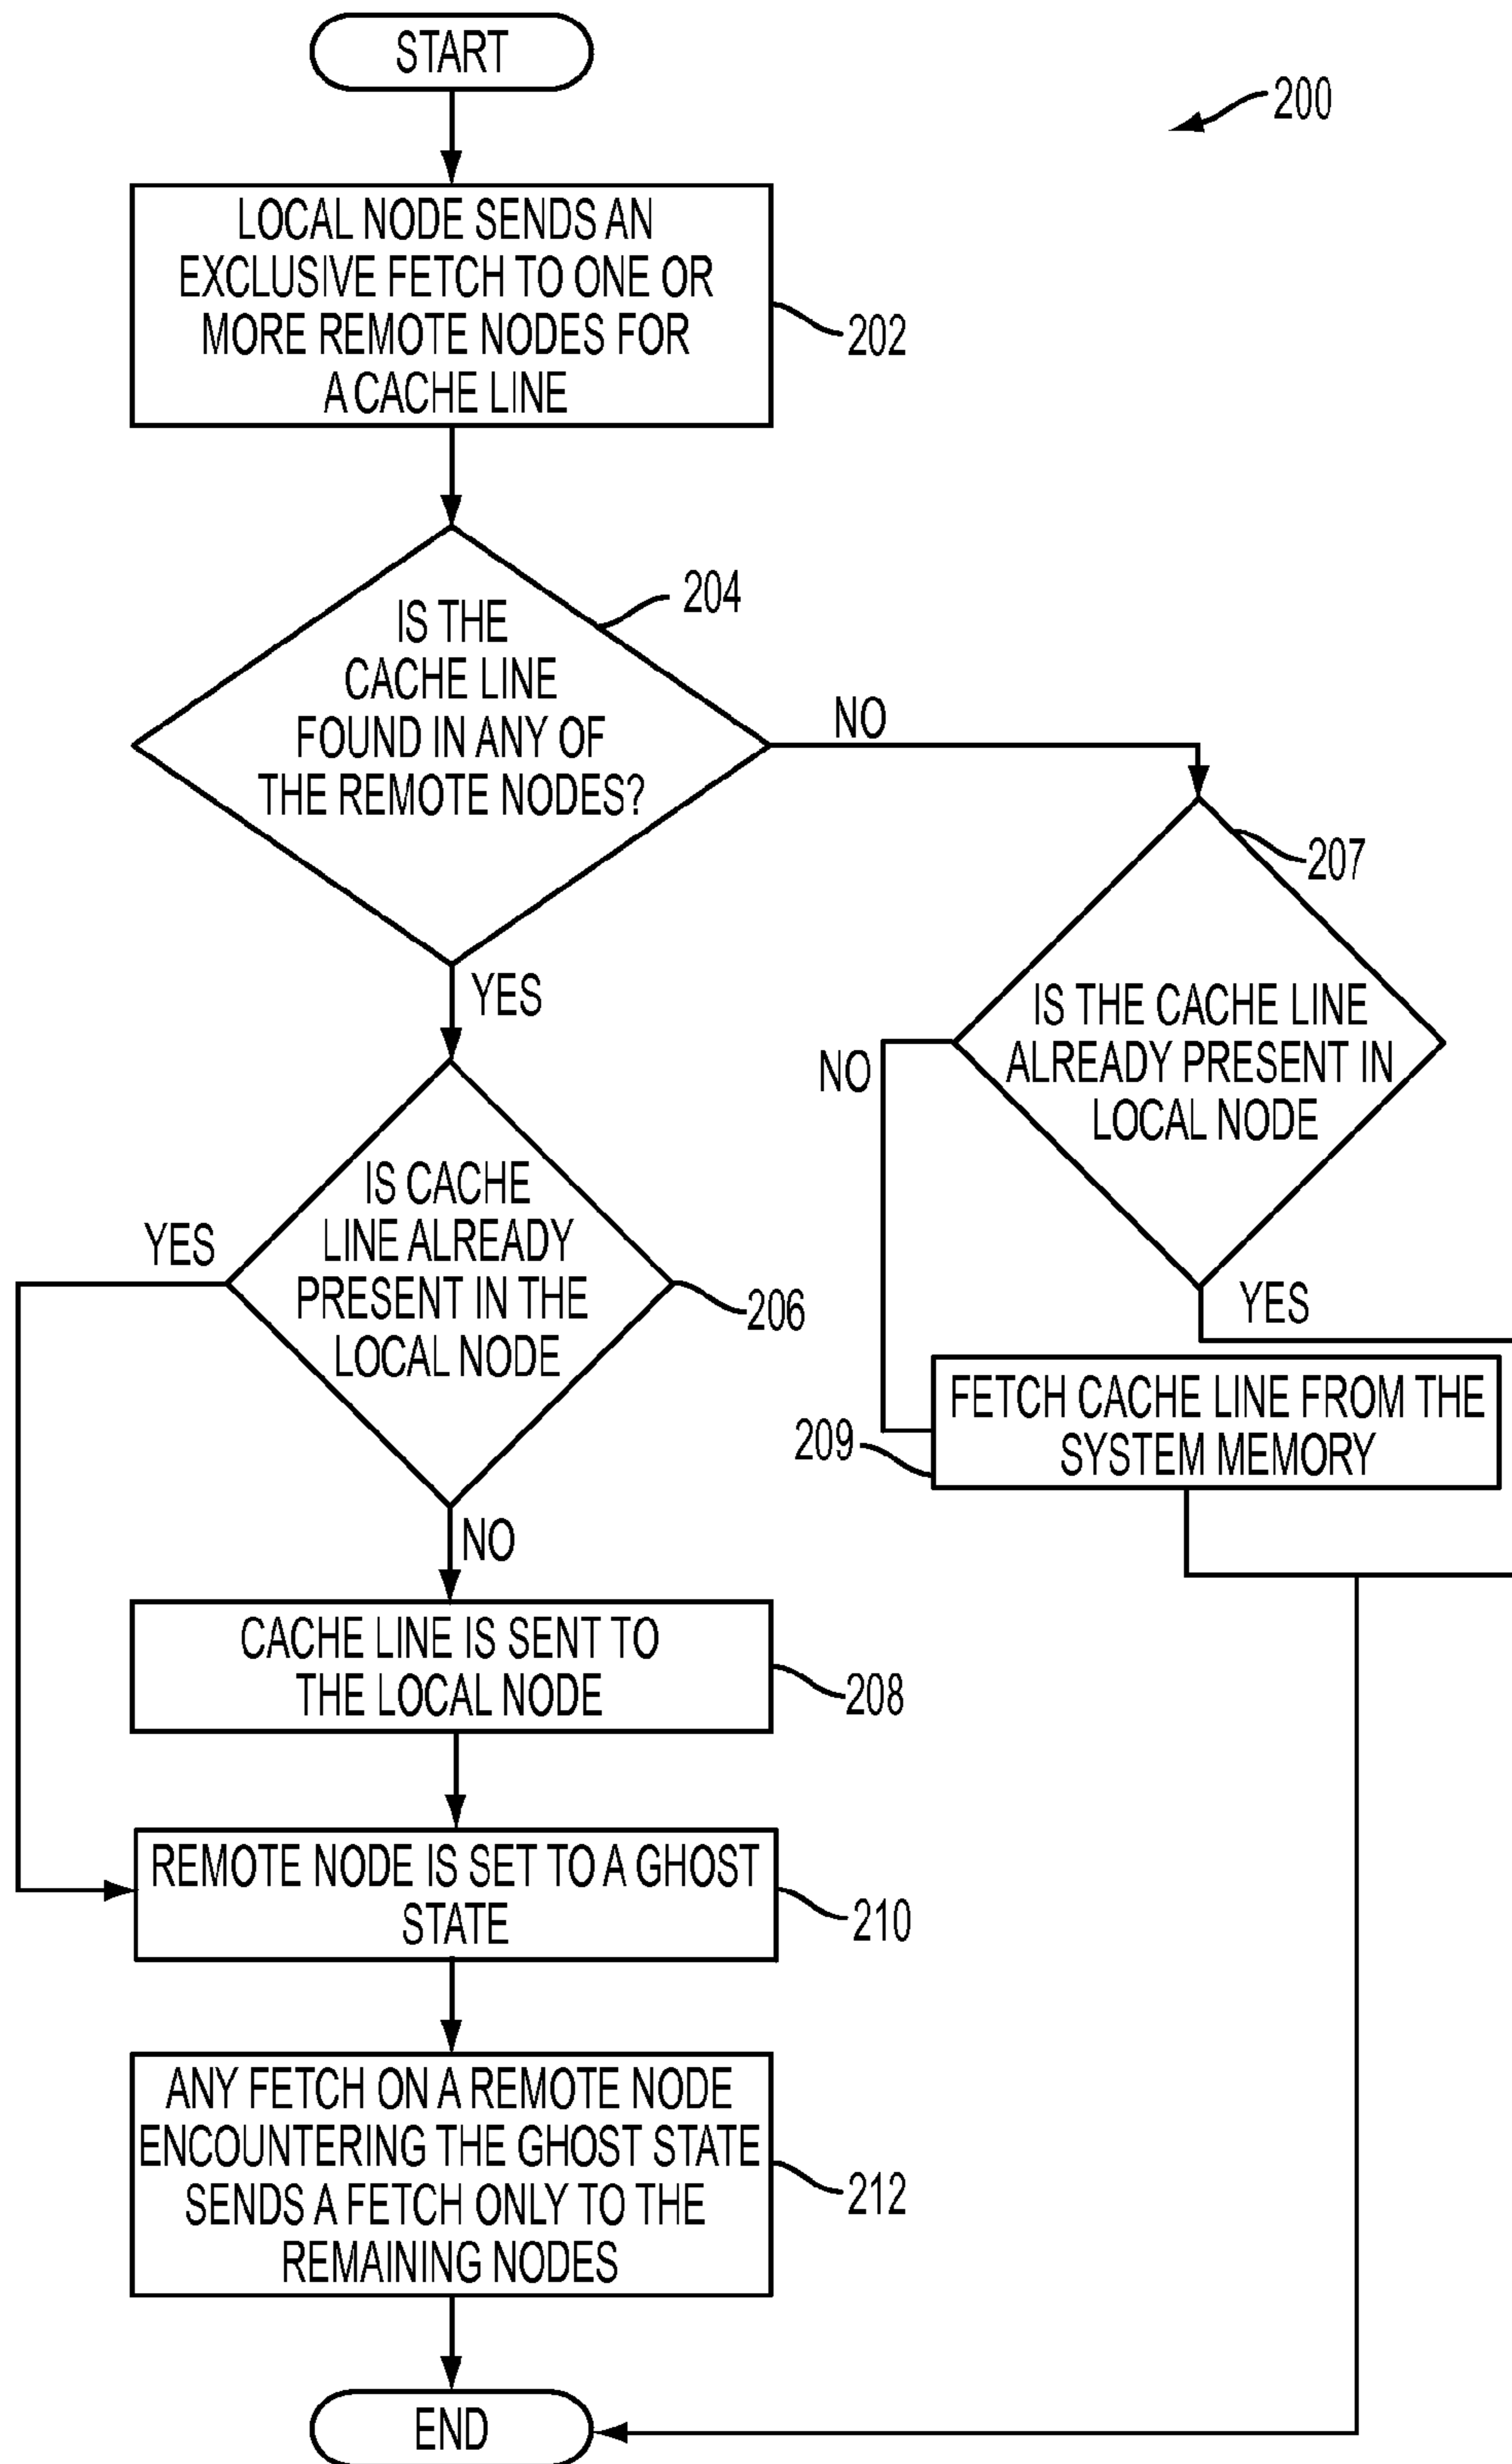 START
200
LOCAL NODE SENDS AN
EXCLUSIVE FETCH TO ONE OR
MORE REMOTE NODES FOR
A CACHE LINE
202
IS THE
CACHE LINE
FOUND IN ANY OF
THE REMOTE NODES?
204
NO
207
YES
IS THE CACHE LINE
ALREADY PRESENT IN
LOCAL NODE
NO
YES
IS CACHE
LINE ALREADY
PRESENT IN THE
LOCAL NODE
YES
206
FETCH CACHE LINE FROM THE
SYSTEM MEMORY
209
NO
CACHE LINE IS SENT TO
THE LOCAL NODE
208
REMOTE NODE IS SET TO A GHOST
STATE
210
ANY FETCH ON A REMOTE NODE
ENCOUNTERING THE GHOST STATE
SENDS A FETCH ONLY TO THE
REMAINING NODES
212
END